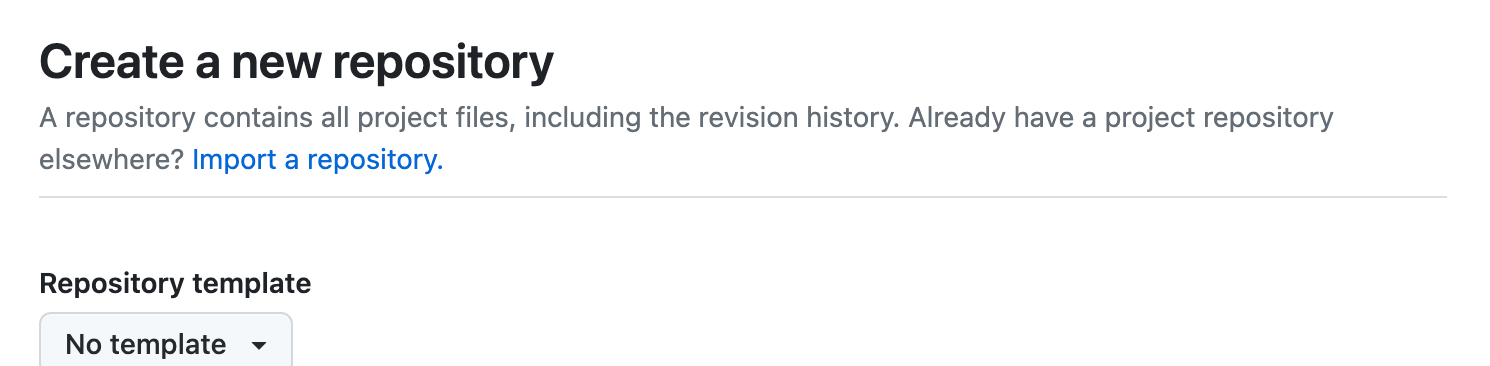 Create a new repository
A repository contains all project files, including the revision history. Already have a project repository
elsewhere? Import a repository.
Repository template
No template